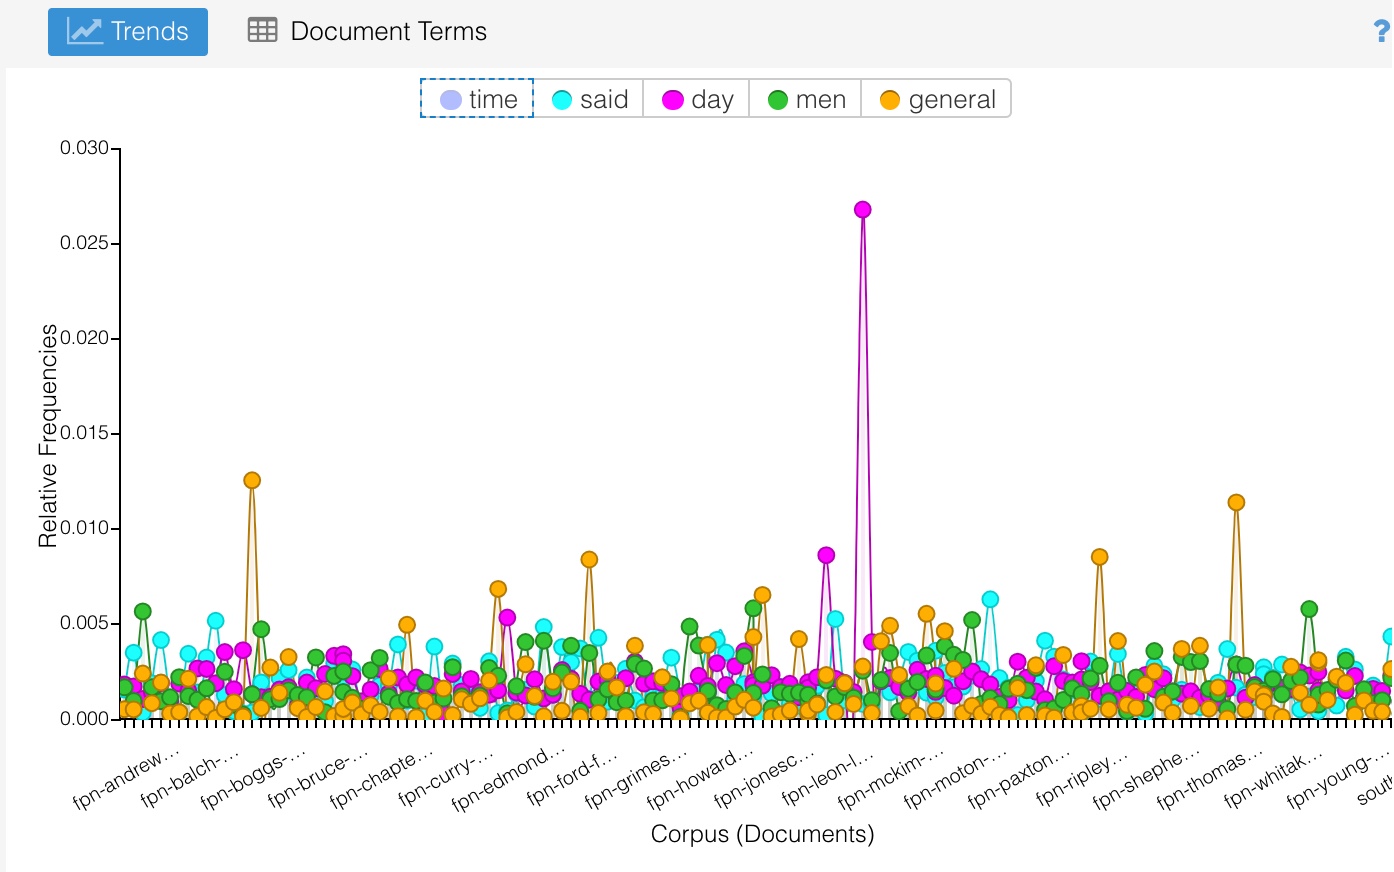 Trends Document Terms ?
time said day men general
0.030
0.025
0.020
0.015
0.010
0.005
0.000
Relative Frequencies
fpn-andrew... fpn-balch-... fpn-boggs-... fpn-bruce-... fpn-chapte... fpn-curry-... fpn-edmond... fpn-ford-f... fpn-grimes... fpn-howard... fpn-jonesc... fpn-leon-l... fpn-mckim-... fpn-moton-... fpn-paxton... fpn-ripley... fpn-shephe... fpn-thomas... fpn-whitak... fpn-young-... south
Corpus (Documents)